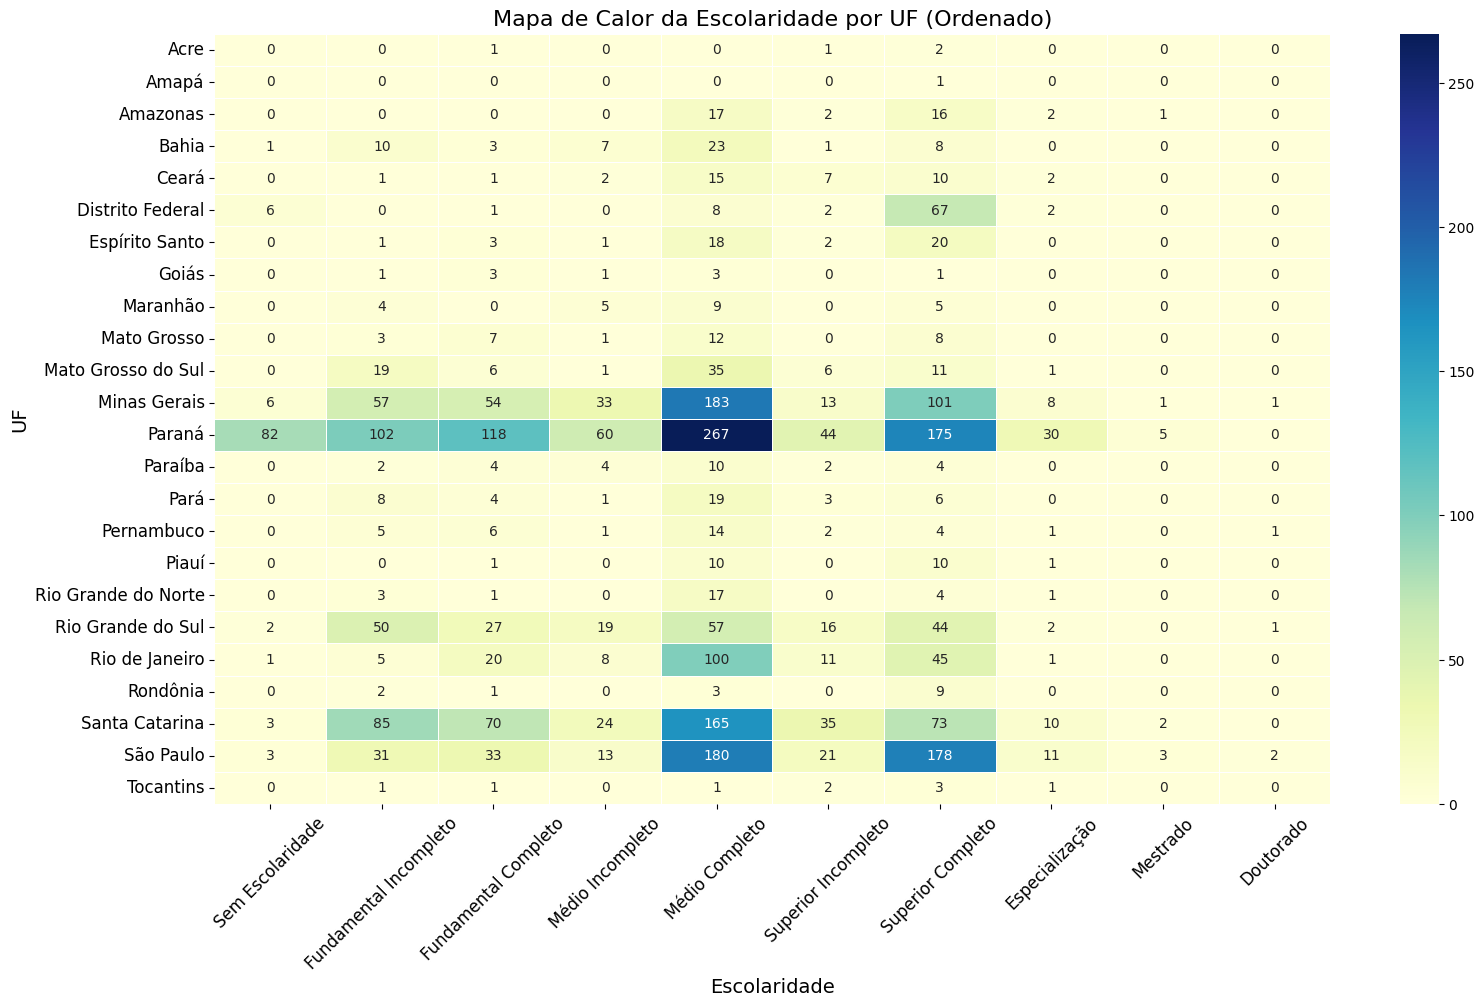 Mapa de Calor da Escolaridade por UF (Ordenado)
Acre 0 0 1 0 0 1 2 0 0 0
Amapá 0 0 0 0 0 0 1 0 0 0
Amazonas 0 0 0 0 17 2 16 2 1 0
Bahia 1 10 3 7 23 1 8 0 0 0
Ceará 0 1 1 2 15 7 10 2 0 0
Distrito Federal 6 0 1 0 8 2 67 2 0 0
Espírito Santo 0 1 3 1 18 2 20 0 0 0
Goiás 0 1 3 1 3 0 1 0 0 0
Maranhão 0 4 0 5 9 0 5 0 0 0
Mato Grosso 0 3 7 1 12 0 8 0 0 0
Mato Grosso do Sul 0 19 6 1 35 6 11 1 0 0
Minas Gerais 6 57 54 33 183 13 101 8 1 1
Paraná 82 102 118 60 267 44 175 30 5 0
Paraíba 0 2 4 4 10 2 4 0 0 0
Pará 0 8 4 1 19 3 6 0 0 0
Pernambuco 0 5 6 1 14 2 4 1 0 1
Piauí 0 0 1 0 10 0 10 1 0 0
Rio Grande do Norte 0 3 1 0 17 0 4 1 0 0
Rio Grande do Sul 2 50 27 19 57 16 44 2 0 1
Rio de Janeiro 1 5 20 8 100 11 45 1 0 0
Rondônia 0 2 1 0 3 0 9 0 0 0
Santa Catarina 3 85 70 24 165 35 73 10 2 0
São Paulo 3 31 33 13 180 21 178 11 3 2
Tocantins 0 1 1 0 1 2 3 1 0 0
UF
Sem Escolaridade
Fundamental Incompleto
Fundamental Completo
Médio Incompleto
Médio Completo
Superior Incompleto
Superior Completo
Especialização
Mestrado
Doutorado
Escolaridade
250
200
150
100
50
0